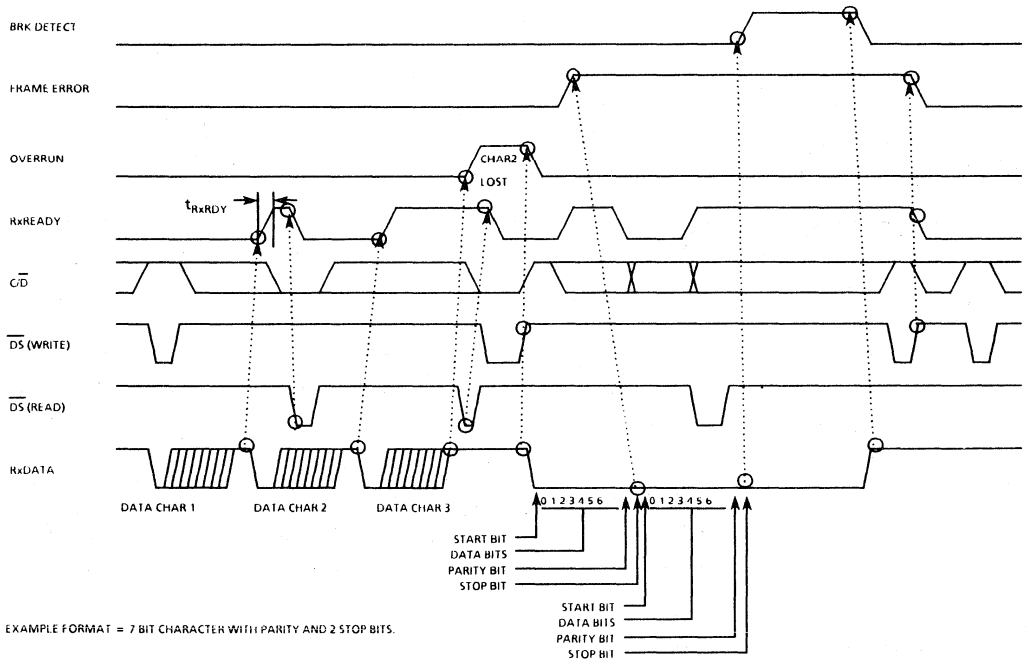 BRK DETECT
FRAME ERROR
OVERRUN
CHAR2
LOST
tRxRDY
RxREADY
C/D̅
D̅S̅ (WRITE)
D̅S̅ (READ)
RxDATA
DATA CHAR 1
DATA CHAR 2
DATA CHAR 3
0 1 2 3 4 5 6
0 1 2 3 4 5 6
START BIT
DATA BITS
PARITY BIT
STOP BIT
START BIT
DATA BITS
PARITY BIT
STOP BIT
EXAMPLE FORMAT = 7 BIT CHARACTER WITH PARITY AND 2 STOP BITS.